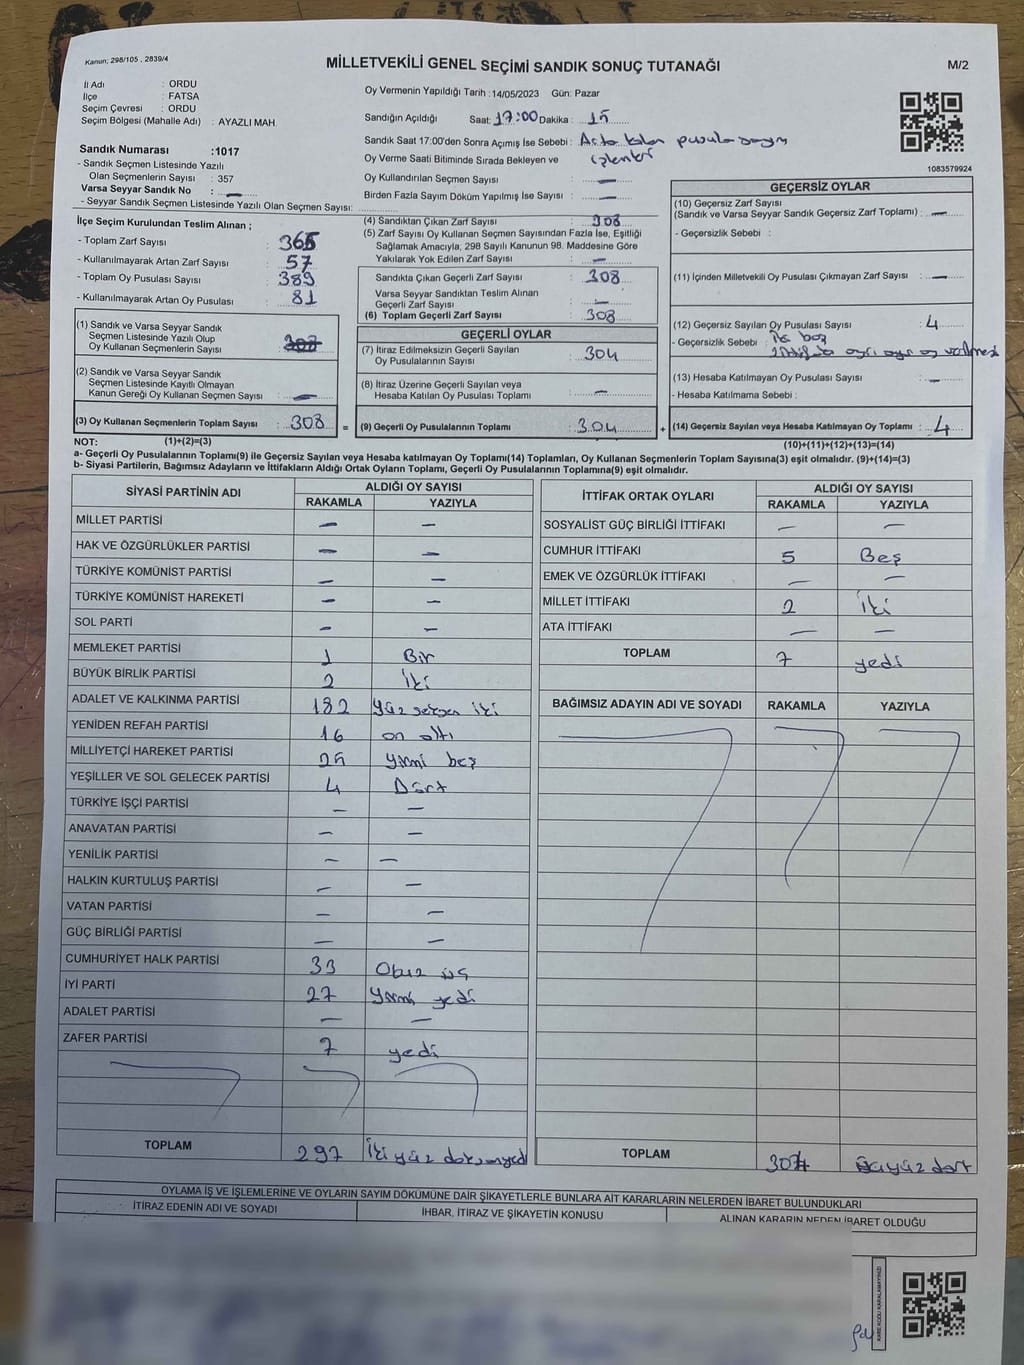 Kanun; 298/105 , 2839/4
MİLLETVEKİLİ GENEL SEÇİMİ SANDIK SONUÇ TUTANAĞI
M/2
İl Adı : ORDU
İlçe : FATSA
Seçim Çevresi : ORDU
Seçim Bölgesi (Mahalle Adı) : AYAZLI MAH.
Oy Vermenin Yapıldığı Tarih :14/05/2023 Gün: Pazar
Sandığın Açıldığı Saat: 17:00 Dakika : 15
Sandık Saat 17:00'den Sonra Açımış İse Sebebi : Arta kalan pusula sayım
işlemleri
Oy Verme Saati Bitiminde Sırada Bekleyen ve
Oy Kullandırılan Seçmen Sayısı : —
Birden Fazla Sayım Döküm Yapılmış İse Sayısı : —
Sandık Numarası :1017
- Sandık Seçmen Listesinde Yazılı
Olan Seçmenlerin Sayısı : 357
Varsa Seyyar Sandık No : —
- Seyyar Sandık Seçmen Listesinde Yazılı Olan Seçmen Sayısı:
1083579924
İlçe Seçim Kurulundan Teslim Alınan ;
- Toplam Zarf Sayısı : 365
- Kullanılmayarak Artan Zarf Sayısı : 57
- Toplam Oy Pusulası Sayısı : 389
- Kullanılmayarak Artan Oy Pusulası : 81
(1) Sandık ve Varsa Seyyar Sandık
Seçmen Listesinde Yazılı Olup
Oy Kullanan Seçmenlerin Sayısı : 308
(2) Sandık ve Varsa Seyyar Sandık
Seçmen Listesinde Kayıtlı Olmayan
Kanun Gereği Oy Kullanan Seçmen Sayısı : —
(3) Oy Kullanan Seçmenlerin Toplam Sayısı : 308
(4) Sandıktan Çıkan Zarf Sayısı : 308
(5) Zarf Sayısı Oy Kullanan Seçmen Sayısından Fazla İse, Eşitliği
Sağlamak Amacıyla; 298 Sayılı Kanunun 98. Maddesine Göre
Yakılarak Yok Edilen Zarf Sayısı : —
Sandıkta Çıkan Geçerli Zarf Sayısı : 308
Varsa Seyyar Sandıktan Teslim Alınan
Geçerli Zarf Sayısı : —
(6) Toplam Geçerli Zarf Sayısı : 308
GEÇERLİ OYLAR
(7) İtiraz Edilmeksizin Geçerli Sayılan
Oy Pusulalarının Sayısı : 304
(8) İtiraz Üzerine Geçerli Sayılan veya
Hesaba Katılan Oy Pusulası Toplamı : —
= (9) Geçerli Oy Pusulalarının Toplamı : 304 +
GEÇERSİZ OYLAR
(10) Geçersiz Zarf Sayısı
(Sandık ve Varsa Seyyar Sandık Geçersiz Zarf Toplamı) : —
- Geçersizlik Sebebi :
(11) İçinden Milletvekili Oy Pusulası Çıkmayan Zarf Sayısı : —
(12) Geçersiz Sayılan Oy Pusulası Sayısı : 4
- Geçersizlik Sebebi : iki boş
ayrı ayrı oy verilmesi
(13) Hesaba Katılmayan Oy Pusulası Sayısı : —
- Hesaba Katılmama Sebebi :
(14) Geçersiz Sayılan veya Hesaba Katılmayan Oy Toplamı : 4
NOT: (1)+(2)=(3)
(10)+(11)+(12)+(13)=(14)
a- Geçerli Oy Pusulalarının Toplamı(9) ile Geçersiz Sayılan veya Hesaba katılmayan Oy Toplamı(14) Toplamları, Oy Kullanan Seçmenlerin Toplam Sayısına(3) eşit olmalıdır. (9)+(14)=(3)
b- Siyasi Partilerin, Bağımsız Adayların ve İttifakların Aldığı Ortak Oyların Toplamı, Geçerli Oy Pusulalarının Toplamına(9) eşit olmalıdır.
SİYASİ PARTİNİN ADI ALDIĞI OY SAYISI
RAKAMLA YAZIYLA
MİLLET PARTİSİ — —
HAK VE ÖZGÜRLÜKLER PARTİSİ — —
TÜRKİYE KOMÜNİST PARTİSİ — —
TÜRKİYE KOMÜNİST HAREKETİ — —
SOL PARTİ — —
MEMLEKET PARTİSİ 1 Bir
BÜYÜK BİRLİK PARTİSİ 2 İki
ADALET VE KALKINMA PARTİSİ 182 yüz seksen iki
YENİDEN REFAH PARTİSİ 16 on altı
MİLLİYETÇİ HAREKET PARTİSİ 25 yirmi beş
YEŞİLLER VE SOL GELECEK PARTİSİ 4 Dört
TÜRKİYE İŞÇİ PARTİSİ — —
ANAVATAN PARTİSİ — —
YENİLİK PARTİSİ — —
HALKIN KURTULUŞ PARTİSİ — —
VATAN PARTİSİ — —
GÜÇ BİRLİĞİ PARTİSİ — —
CUMHURİYET HALK PARTİSİ 33 Otuz üç
İYİ PARTİ 27 yirmi yedi
ADALET PARTİSİ — —
ZAFER PARTİSİ 7 yedi
TOPLAM 297 İki yüz doksanyedi
İTTİFAK ORTAK OYLARI ALDIĞI OY SAYISI
RAKAMLA YAZIYLA
SOSYALİST GÜÇ BİRLİĞİ İTTİFAKI — —
CUMHUR İTTİFAKI 5 Beş
EMEK VE ÖZGÜRLÜK İTTİFAKI — —
MİLLET İTTİFAKI 2 İki
ATA İTTİFAKI — —
TOPLAM 7 yedi
BAĞIMSIZ ADAYIN ADI VE SOYADI RAKAMLA YAZIYLA
TOPLAM 304 üçyüz dört
OYLAMA İŞ VE İŞLEMLERİNE VE OYLARIN SAYIM DÖKÜMÜNE DAİR ŞİKAYETLERLE BUNLARA AİT KARARLARIN NELERDEN İBARET BULUNDUKLARI
İTİRAZ EDENİN ADI VE SOYADI İHBAR, İTİRAZ VE ŞİKAYETİN KONUSU ALINAN KARARIN NEDEN İBARET OLDUĞU
KARE KODU KARALAMAYINIZ!